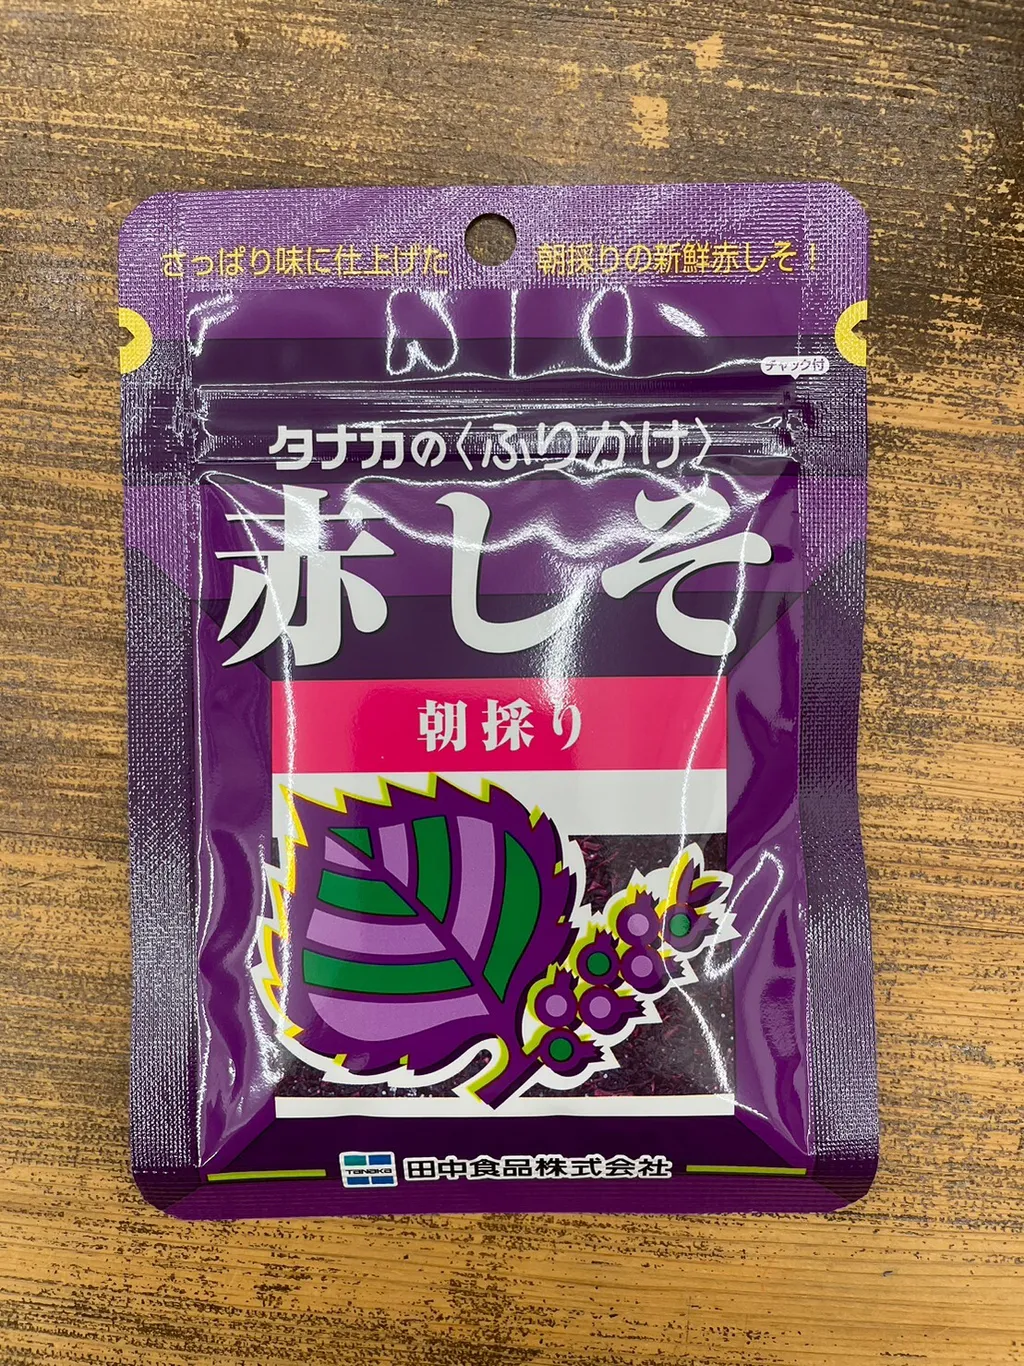 さっぱり味に仕上げた 朝採りの新鮮赤しそ！
チャック付
タナカの〈ふりかけ〉
赤しそ
朝採り
TANAKA 田中食品株式会社